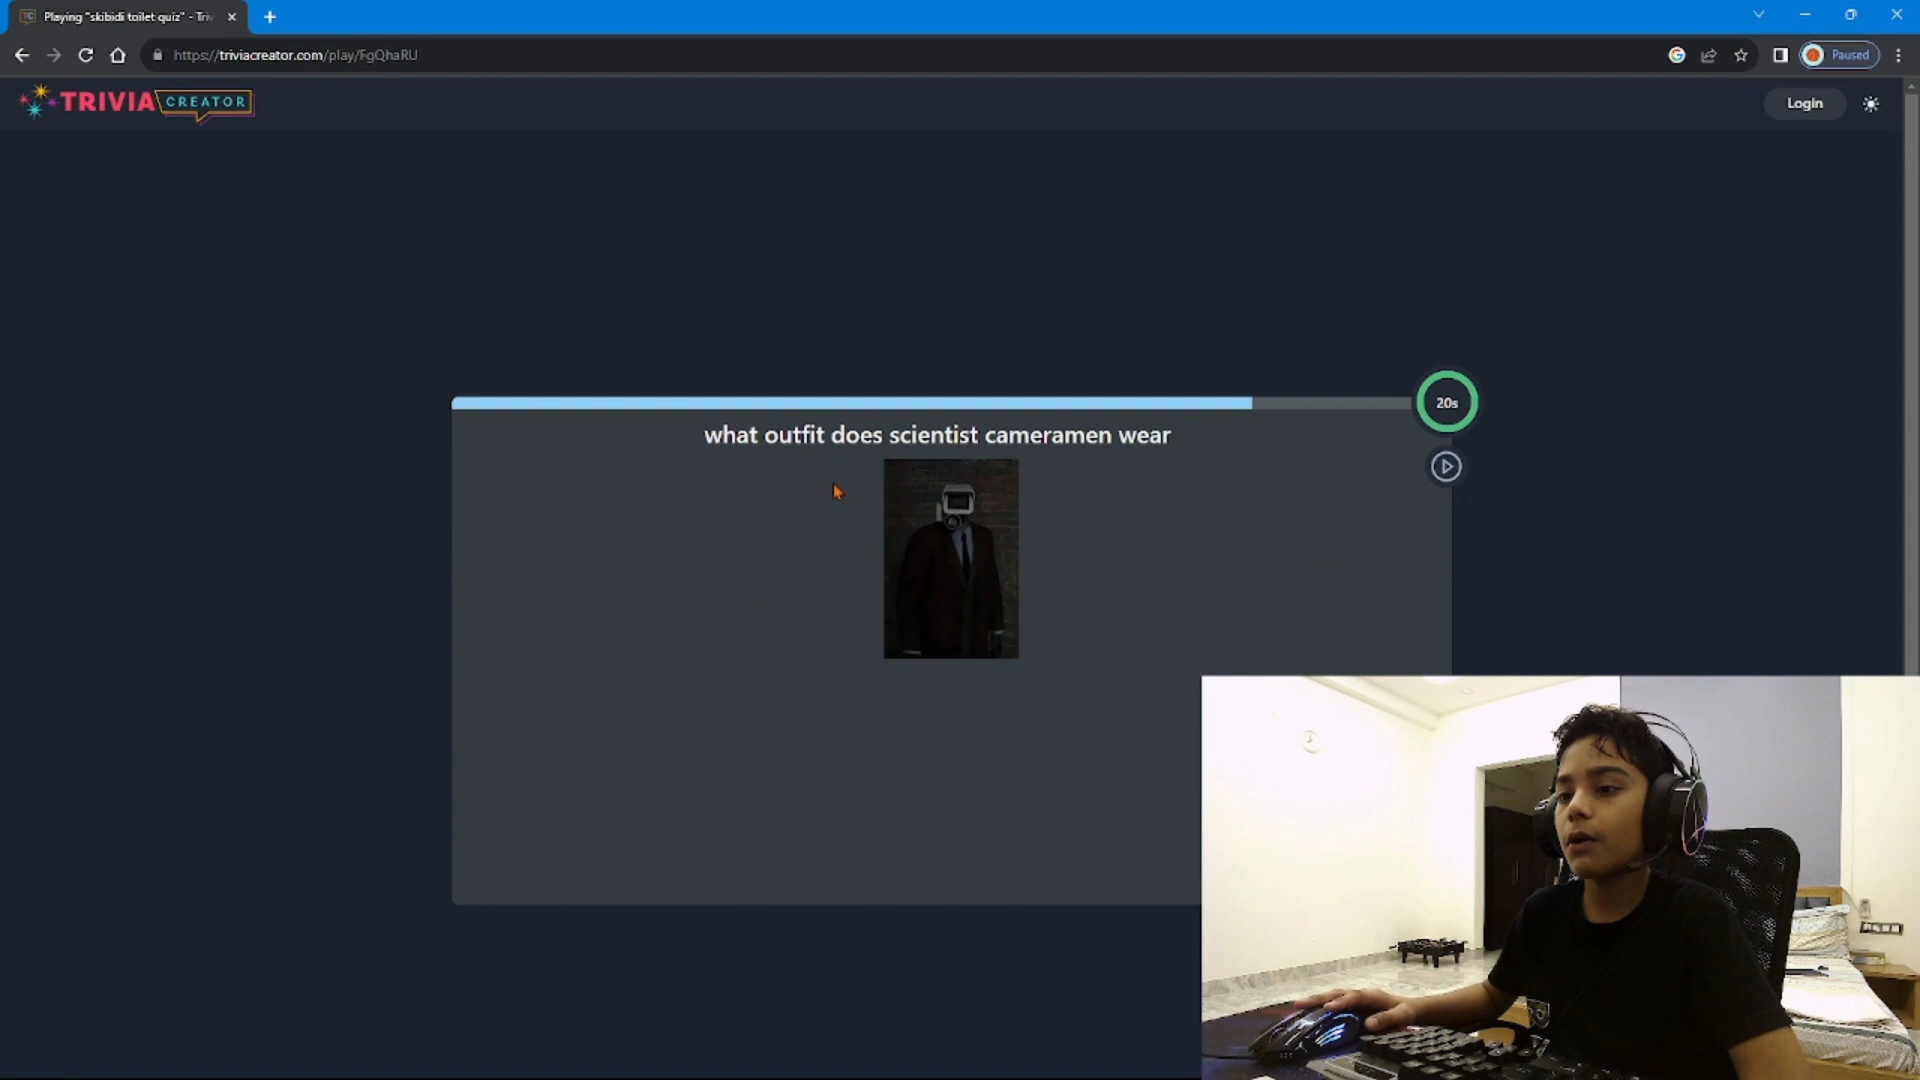 Playing "skibidi toilet quiz" - Triv
https://triviacreator.com/play/FgQhaRU
Paused
TRIVIA CREATOR
Login
20s
what outfit does scientist cameramen wear